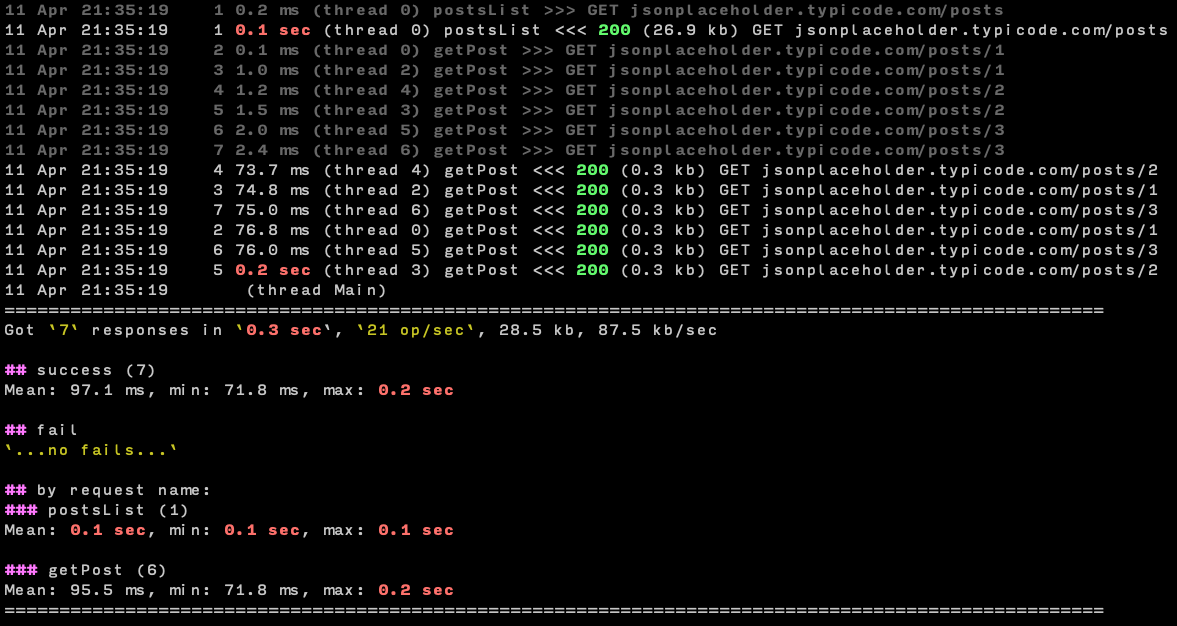 11 Apr 21:35:19    1 0.2 ms (thread 0) postsList >>> GET jsonplaceholder.typicode.com/posts
11 Apr 21:35:19    1 0.1 sec (thread 0) postsList <<< 200 (26.9 kb) GET jsonplaceholder.typicode.com/posts
11 Apr 21:35:19    2 0.1 ms (thread 0) getPost >>> GET jsonplaceholder.typicode.com/posts/1
11 Apr 21:35:19    3 1.0 ms (thread 2) getPost >>> GET jsonplaceholder.typicode.com/posts/1
11 Apr 21:35:19    4 1.2 ms (thread 4) getPost >>> GET jsonplaceholder.typicode.com/posts/2
11 Apr 21:35:19    5 1.5 ms (thread 3) getPost >>> GET jsonplaceholder.typicode.com/posts/2
11 Apr 21:35:19    6 2.0 ms (thread 5) getPost >>> GET jsonplaceholder.typicode.com/posts/3
11 Apr 21:35:19    7 2.4 ms (thread 6) getPost >>> GET jsonplaceholder.typicode.com/posts/3
11 Apr 21:35:19    4 73.7 ms (thread 4) getPost <<< 200 (0.3 kb) GET jsonplaceholder.typicode.com/posts/2
11 Apr 21:35:19    3 74.8 ms (thread 2) getPost <<< 200 (0.3 kb) GET jsonplaceholder.typicode.com/posts/1
11 Apr 21:35:19    7 75.0 ms (thread 6) getPost <<< 200 (0.3 kb) GET jsonplaceholder.typicode.com/posts/3
11 Apr 21:35:19    2 76.8 ms (thread 0) getPost <<< 200 (0.3 kb) GET jsonplaceholder.typicode.com/posts/1
11 Apr 21:35:19    6 76.0 ms (thread 5) getPost <<< 200 (0.3 kb) GET jsonplaceholder.typicode.com/posts/3
11 Apr 21:35:19    5 0.2 sec (thread 3) getPost <<< 200 (0.3 kb) GET jsonplaceholder.typicode.com/posts/2
11 Apr 21:35:19       (thread Main)
====================================================================================================
Got `7` responses in `0.3 sec`, `21 op/sec`, 28.5 kb, 87.5 kb/sec
## success (7)
Mean: 97.1 ms, min: 71.8 ms, max: 0.2 sec
## fail
`...no fails...`
## by request name:
### postsList (1)
Mean: 0.1 sec, min: 0.1 sec, max: 0.1 sec
### getPost (6)
Mean: 95.5 ms, min: 71.8 ms, max: 0.2 sec
====================================================================================================